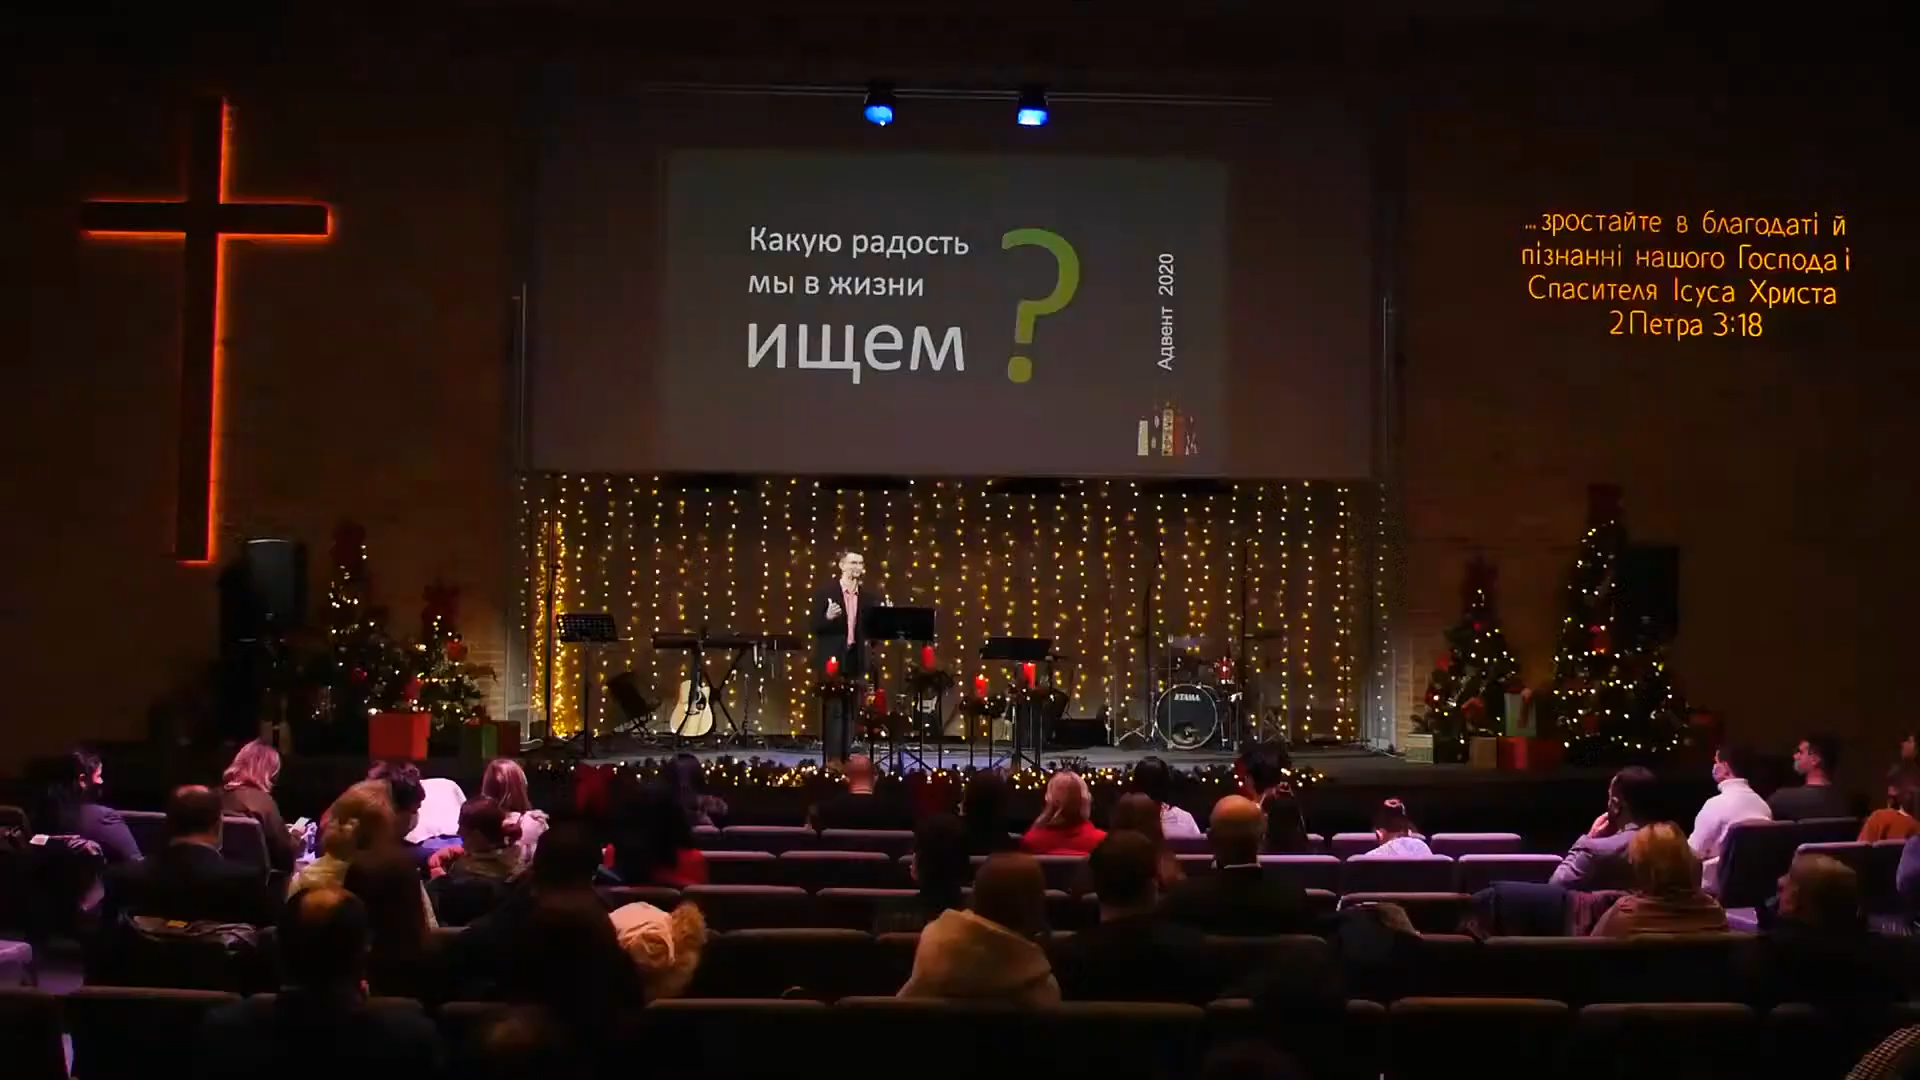 Какую радость
мы в жизни
ищем?
Адвент 2020
...зростайте в благодаті й
пізнанні нашого Господа і
Спасителя Ісуса Христа
2 Петра 3:18
TAMA